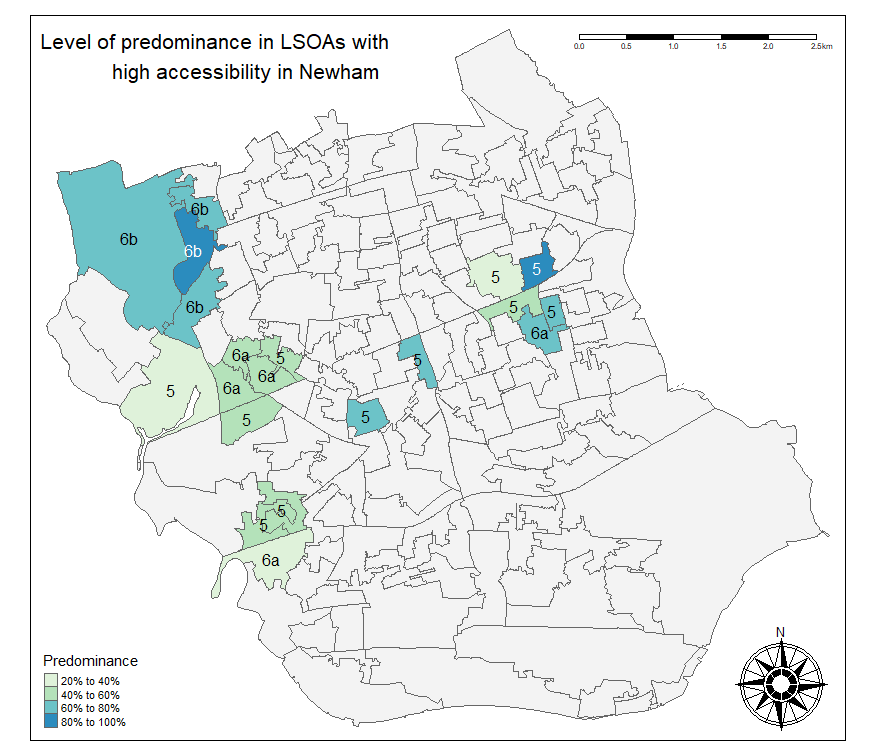 Level of predominance in LSOAs with
high accessibility in Newham
0.0 0.5 1.0 1.5 2.0 2.5 km
6b
6b
6b
6b
5
5
5
5
6a
5
6a
5
6a
6a
5
5
5
5
5
6a
N
Predominance
20% to 40%
40% to 60%
60% to 80%
80% to 100%